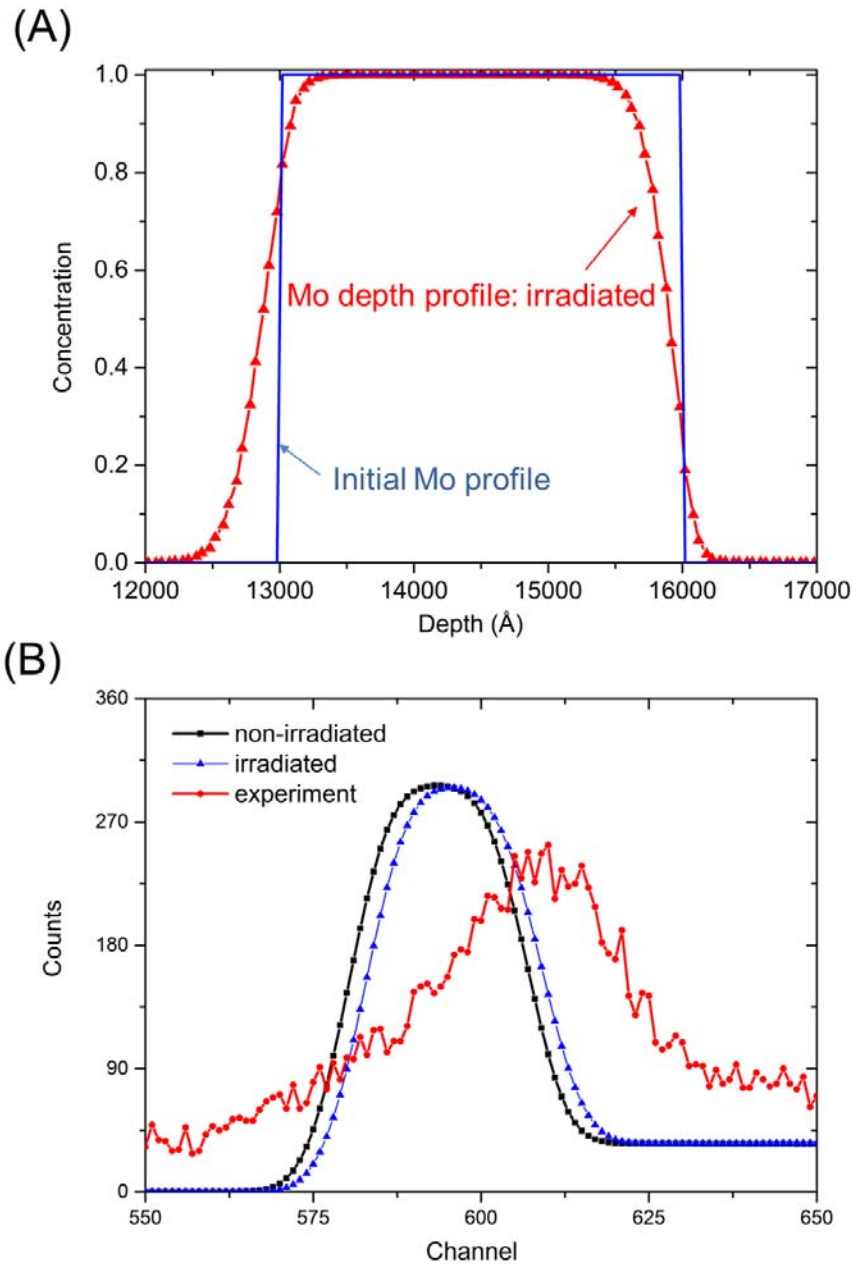 (A)
1.0
0.8
0.6
0.4
0.2
0.0
Concentration
Mo depth profile: irradiated
Initial Mo profile
12000 13000 14000 15000 16000 17000
Depth (Å)
(B)
360
270
180
90
0
Counts
non-irradiated
irradiated
experiment
550 575 600 625 650
Channel